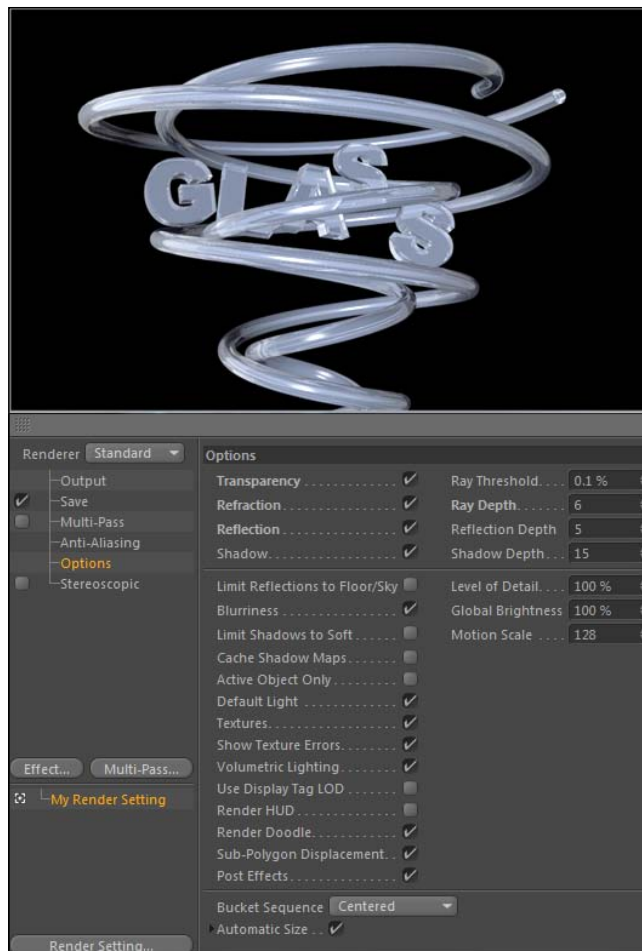 GLASS
Renderer Standard
Output
Save
Multi-Pass
Anti-Aliasing
Options
Stereoscopic
Effect... Multi-Pass...
My Render Setting
Render Setting...
Options
Transparency . . . . . . . . . . . . . Ray Threshold. . . . 0.1 %
Refraction . . . . . . . . . . . . . . . Ray Depth. . . . . . 6
Reflection . . . . . . . . . . . . . . . Reflection Depth 5
Shadow. . . . . . . . . . . . . . . . . Shadow Depth. . . 15
Limit Reflections to Floor/Sky Level of Detail. . . . 100 %
Blurriness . . . . . . . . . . . . . . . Global Brightness 100 %
Limit Shadows to Soft . . . . . . Motion Scale . . . . 128
Cache Shadow Maps. . . . . . .
Active Object Only . . . . . . . . .
Default Light . . . . . . . . . . . . .
Textures. . . . . . . . . . . . . . . . .
Show Texture Errors. . . . . . . .
Volumetric Lighting. . . . . . . . .
Use Display Tag LOD . . . . . . .
Render HUD . . . . . . . . . . . . .
Render Doodle. . . . . . . . . . . .
Sub-Polygon Displacement. .
Post Effects. . . . . . . . . . . . . .
Bucket Sequence Centered
Automatic Size . .